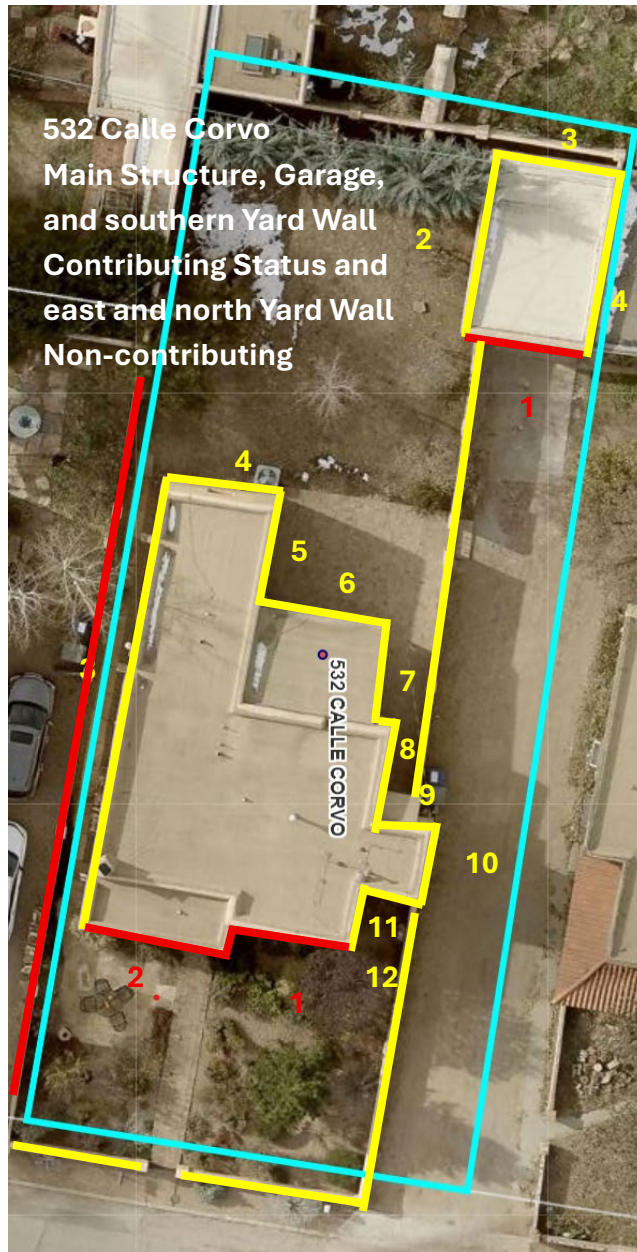 532 Calle Corvo
Main Structure, Garage,
and southern Yard Wall
Contributing Status and
east and north Yard Wall
Non-contributing
3
2
4
1
4
5
6
3
7
8
9
532 CALLE CORVO
10
11
12
2
1